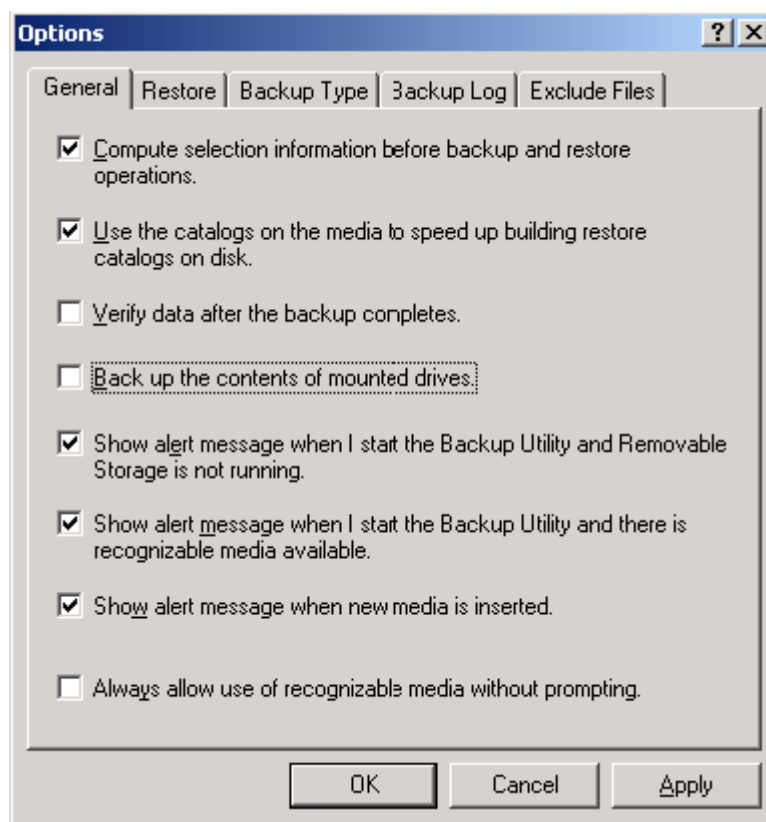 Options
General Restore Backup Type Backup Log Exclude Files
Compute selection information before backup and restore
operations.
Use the catalogs on the media to speed up building restore
catalogs on disk.
Verify data after the backup completes.
Back up the contents of mounted drives.
Show alert message when I start the Backup Utility and Removable
Storage is not running.
Show alert message when I start the Backup Utility and there is
recognizable media available.
Show alert message when new media is inserted.
Always allow use of recognizable media without prompting.
OK Cancel Apply